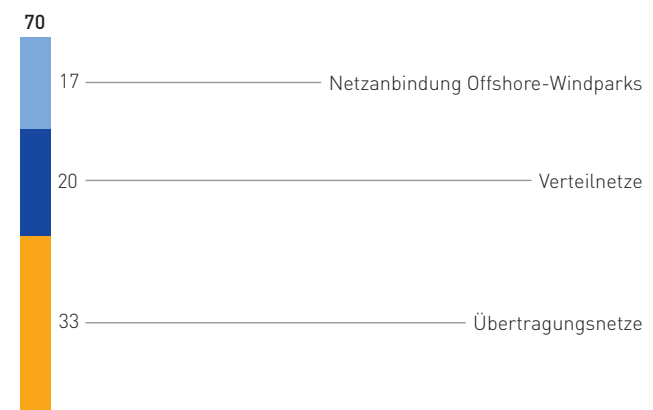 70
17 Netzanbindung Offshore-Windparks
20 Verteilnetze
33 Übertragungsnetze